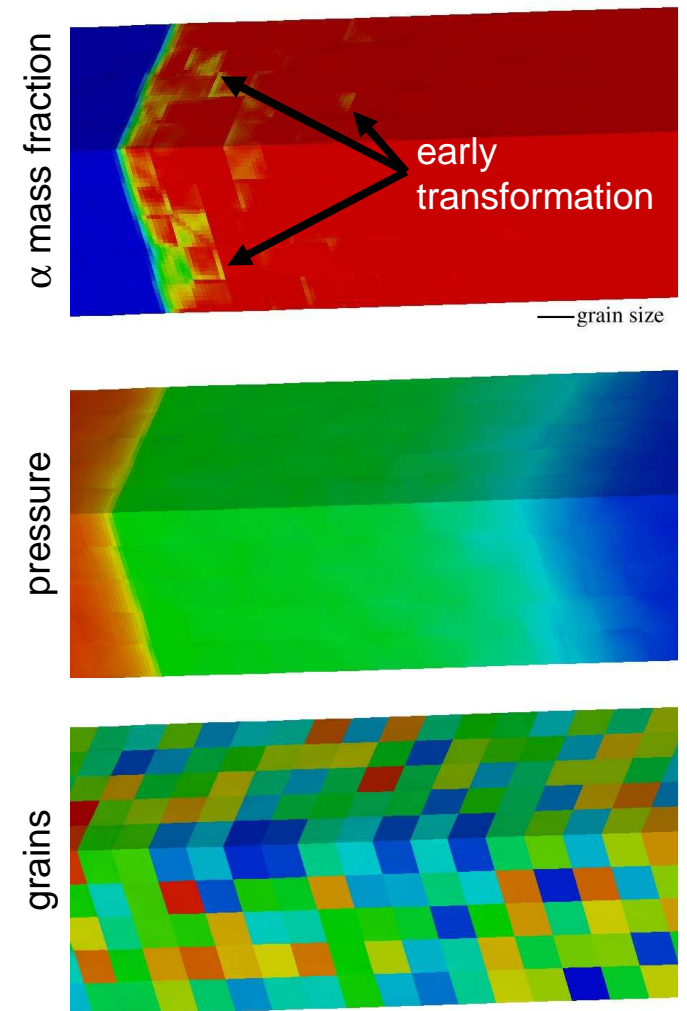 α mass fraction
early
transformation
grain size
pressure
grains